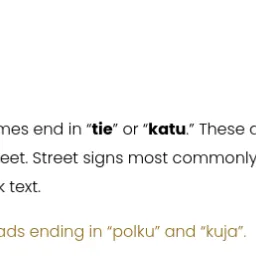 mes end in “tie” or “katu.” These
eet. Street signs most commonly
k text.
ads ending in “polku” and “kuja”.